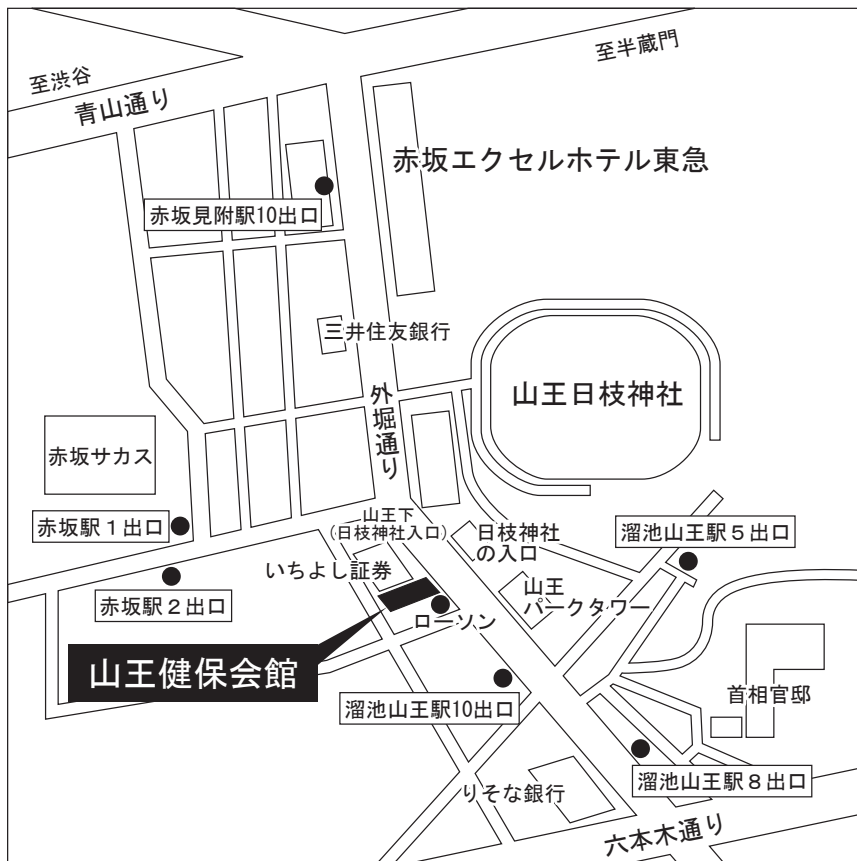 至渋谷
青山通り
至半蔵門
赤坂エクセルホテル東急
赤坂見附駅10出口
三井住友銀行
外堀通り
山王日枝神社
赤坂サカス
赤坂駅1出口
山王下
(日枝神社入口)
日枝神社
の入口
溜池山王駅5出口
いちよし証券
赤坂駅2出口
山王
パークタワー
ローソン
山王健保会館
溜池山王駅10出口
首相官邸
溜池山王駅8出口
りそな銀行
六本木通り